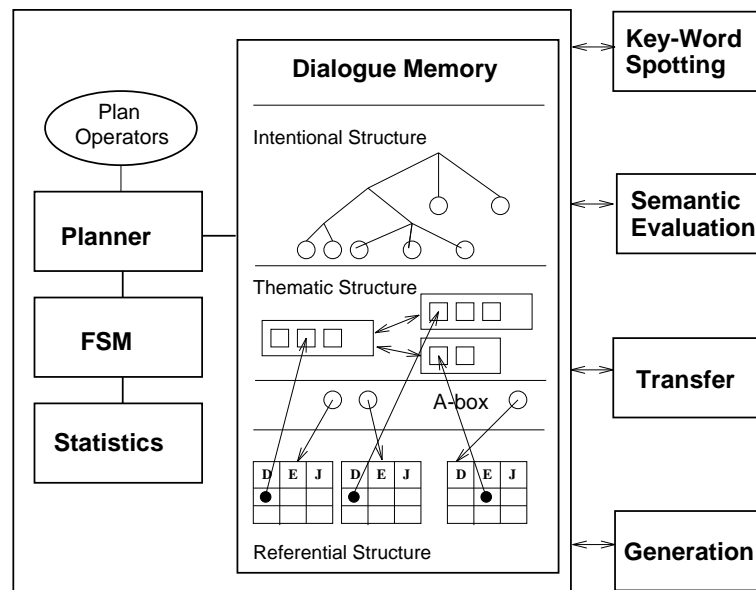 Dialogue Memory
Plan
Operators
Planner
FSM
Statistics
Intentional Structure
Thematic Structure
A-box
D E J
D E J
D E J
Referential Structure
Key-Word
Spotting
Semantic
Evaluation
Transfer
Generation